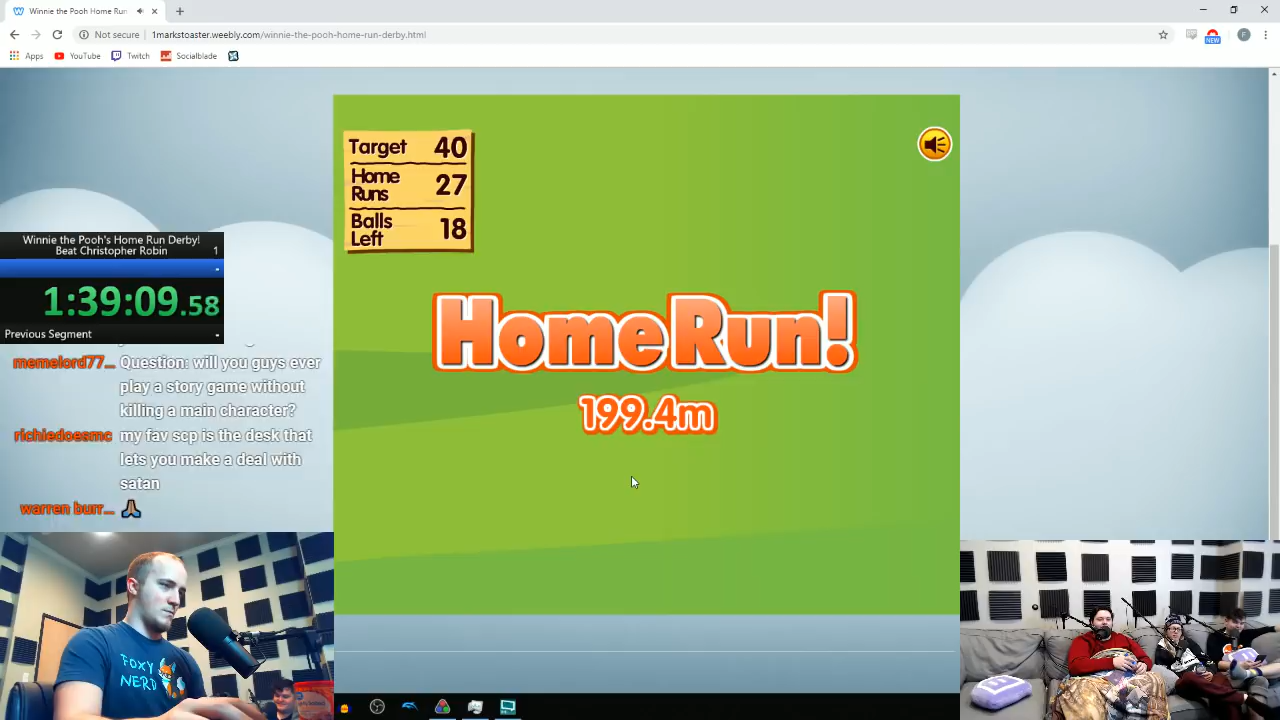 Winnie the Pooh Home Run
Not secure | 1markstoaster.weebly.com/winnie-the-pooh-home-run-derby.html
Apps YouTube Twitch Socialblade
NEW
F
Target 40
Home Runs 27
Balls Left 18
Winnie the Pooh's Home Run Derby!
Beat Christopher Robin 1
-
1:39:09.58
Previous Segment -
Home Run!
199.4m
memelord77... Question: will you guys ever
play a story game without
killing a main character?
richiedoesmc my fav scp is the desk that
lets you make a deal with
satan
warren burr... 🙏🏾
FOXY
NERD